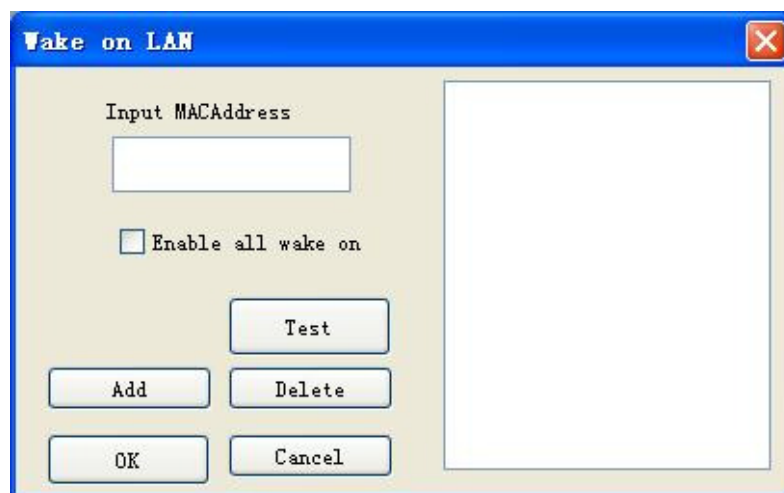 Wake on LAN
Input MACAddress
Enable all wake on
Test
Add
Delete
OK
Cancel